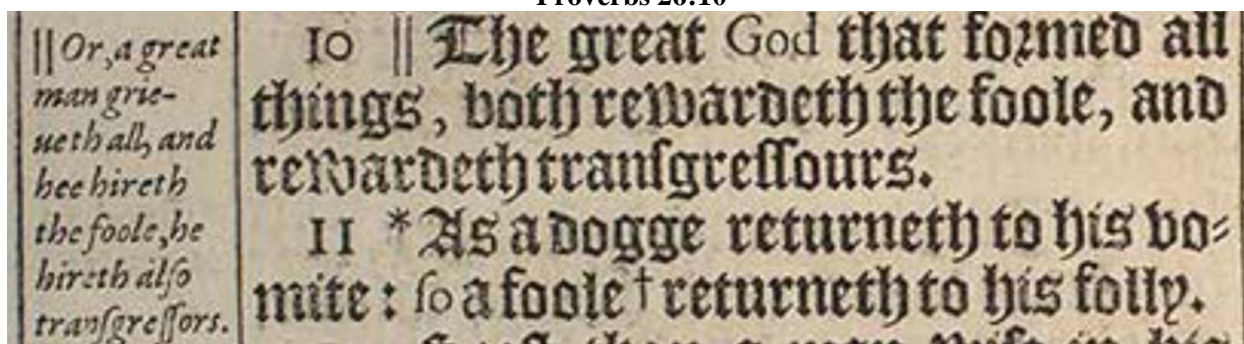 Proverbs 26:10
|| Or, a great
man grie-
ueth all, and
hee hireth
the foole, he
hireth alſo
tranſgreſſors.
10 || The great God that formed all
things, both rewardeth the foole, and
rewardeth tranſgreſſours.
11 * As a dogge returneth to his vo-
mite: ſo a foole † returneth to his folly.